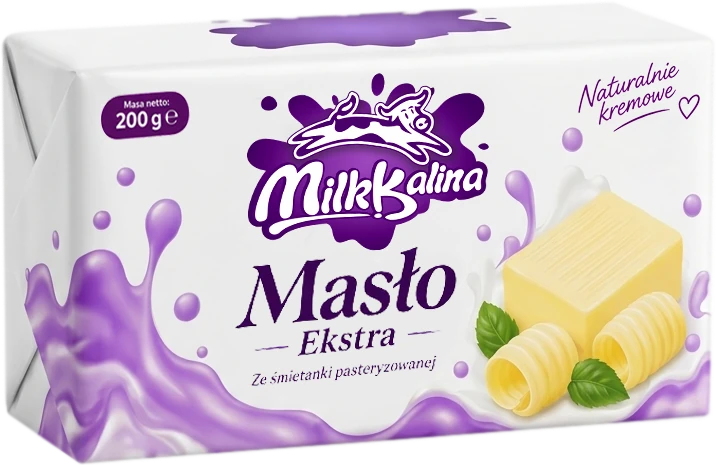 Masa netto:
200 g e
Naturalnie
kremowe
MilkKalina
Masło
Ekstra
Ze śmietanki pasteryzowanej